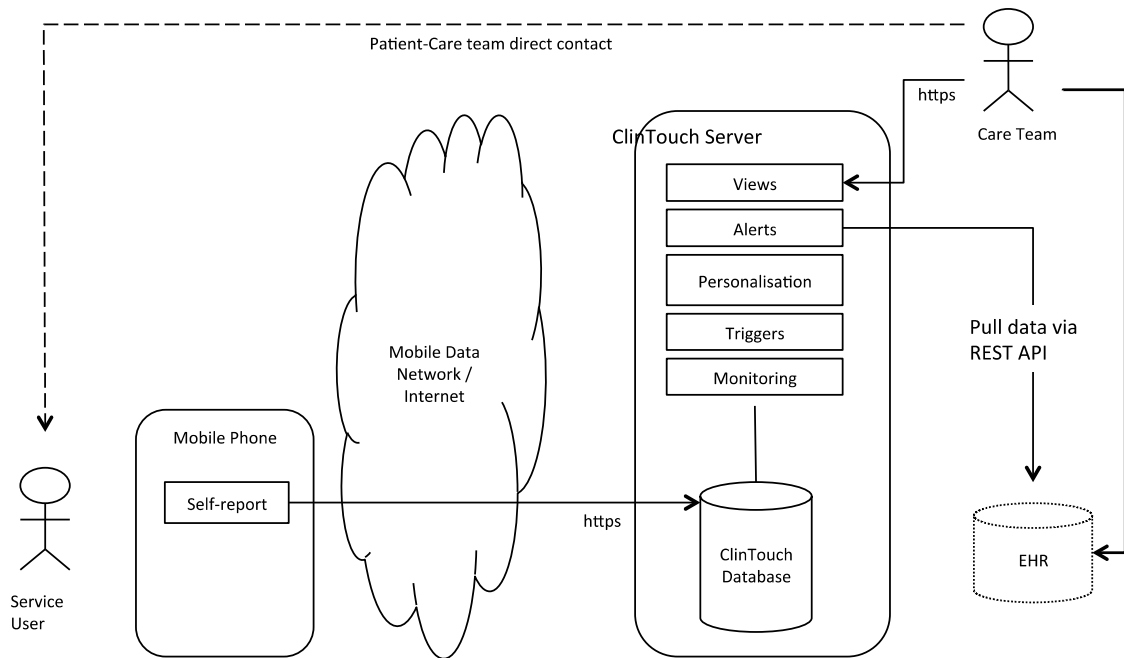 Patient-Care team direct contact
https
Care Team
ClinTouch Server
Views
Alerts
Personalisation
Triggers
Monitoring
Pull data via
REST API
Mobile Data
Network /
Internet
Mobile Phone
Self-report
https
ClinTouch
Database
EHR
Service
User